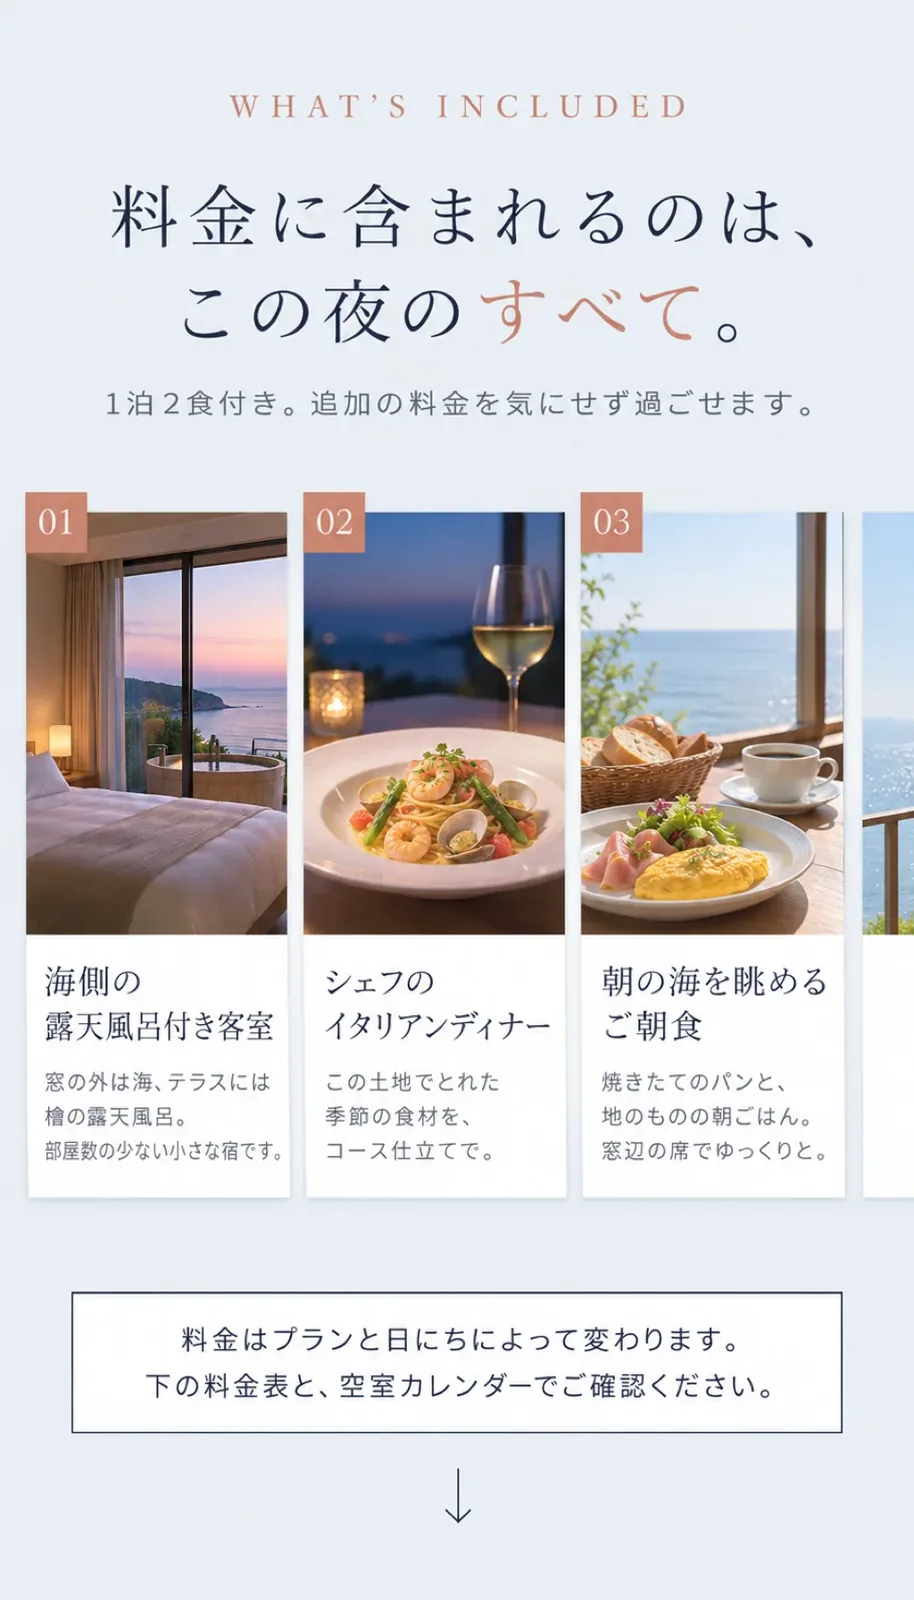 WHAT'S INCLUDED
料金に含まれるのは、
この夜のすべて。
1泊2食付き。追加の料金を気にせず過ごせます。
01
海側の
露天風呂付き客室
窓の外は海、テラスには
檜の露天風呂。
部屋数の少ない小さな宿です。
02
シェフの
イタリアンディナー
この土地でとれた
季節の食材を、
コース仕立てで。
03
朝の海を眺める
ご朝食
焼きたてのパンと、
地のものの朝ごはん。
窓辺の席でゆっくりと。
料金はプランと日にちによって変わります。
下の料金表と、空室カレンダーでご確認ください。